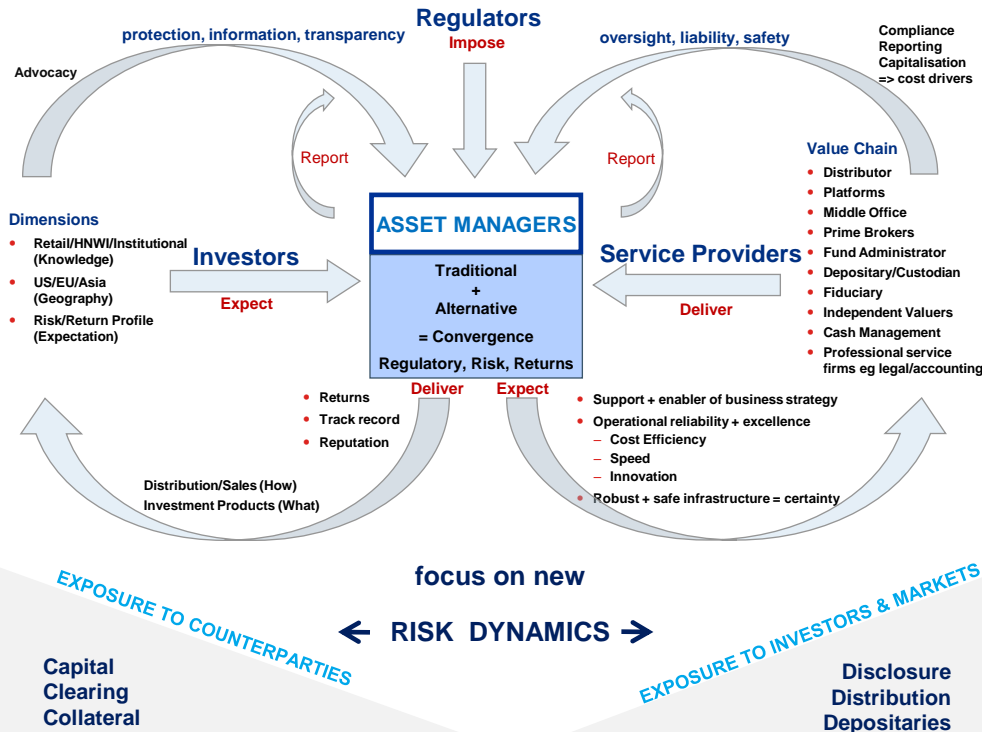 Regulators
Impose
protection, information, transparency
oversight, liability, safety
Compliance
Reporting
Capitalisation
=> cost drivers
Advocacy
Report
Report
Value Chain
• Distributor
• Platforms
• Middle Office
• Prime Brokers
• Fund Administrator
• Depositary/Custodian
• Fiduciary
• Independent Valuers
• Cash Management
• Professional service
firms eg legal/accounting
Dimensions
• Retail/HNWI/Institutional
(Knowledge)
• US/EU/Asia
(Geography)
• Risk/Return Profile
(Expectation)
Investors
Expect
ASSET MANAGERS
Traditional
+
Alternative
= Convergence
Regulatory, Risk, Returns
Service Providers
Deliver
Deliver
Expect
• Returns
• Track record
• Reputation
• Support + enabler of business strategy
• Operational reliability + excellence
– Cost Efficiency
– Speed
– Innovation
• Robust + safe infrastructure = certainty
Distribution/Sales (How)
Investment Products (What)
focus on new
RISK DYNAMICS
EXPOSURE TO COUNTERPARTIES
EXPOSURE TO INVESTORS & MARKETS
Capital
Clearing
Collateral
Disclosure
Distribution
Depositaries